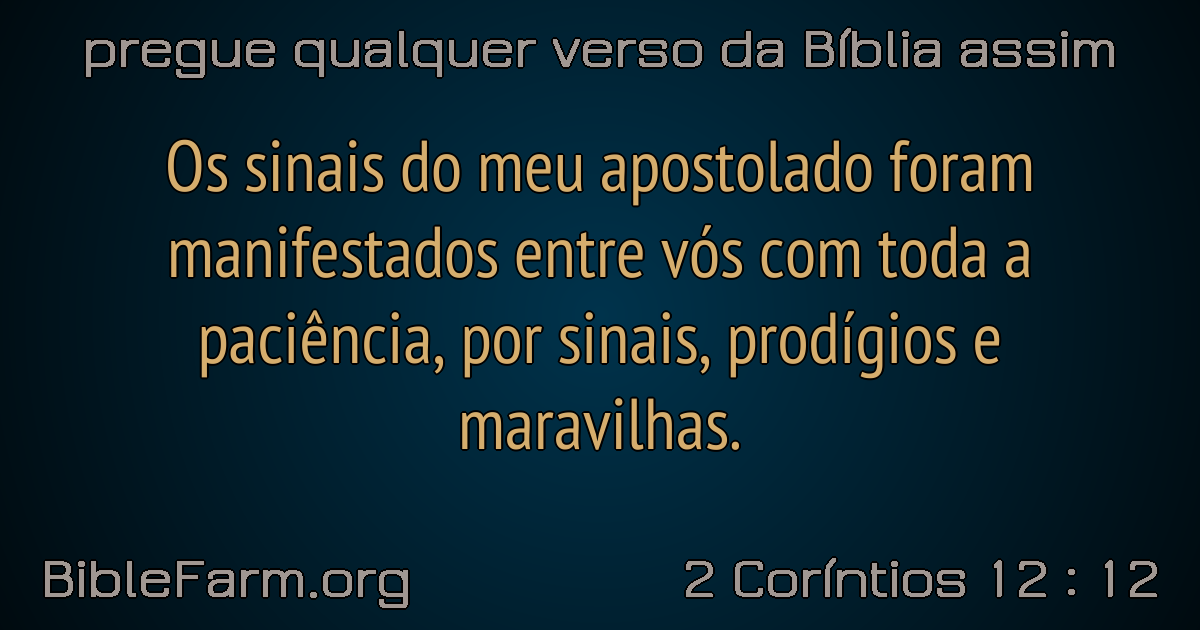 pregue qualquer verso da Bíblia assim
Os sinais do meu apostolado foram
manifestados entre vós com toda a
paciência, por sinais, prodígios e
maravilhas.
BibleFarm.org
2 Coríntios 12 : 12